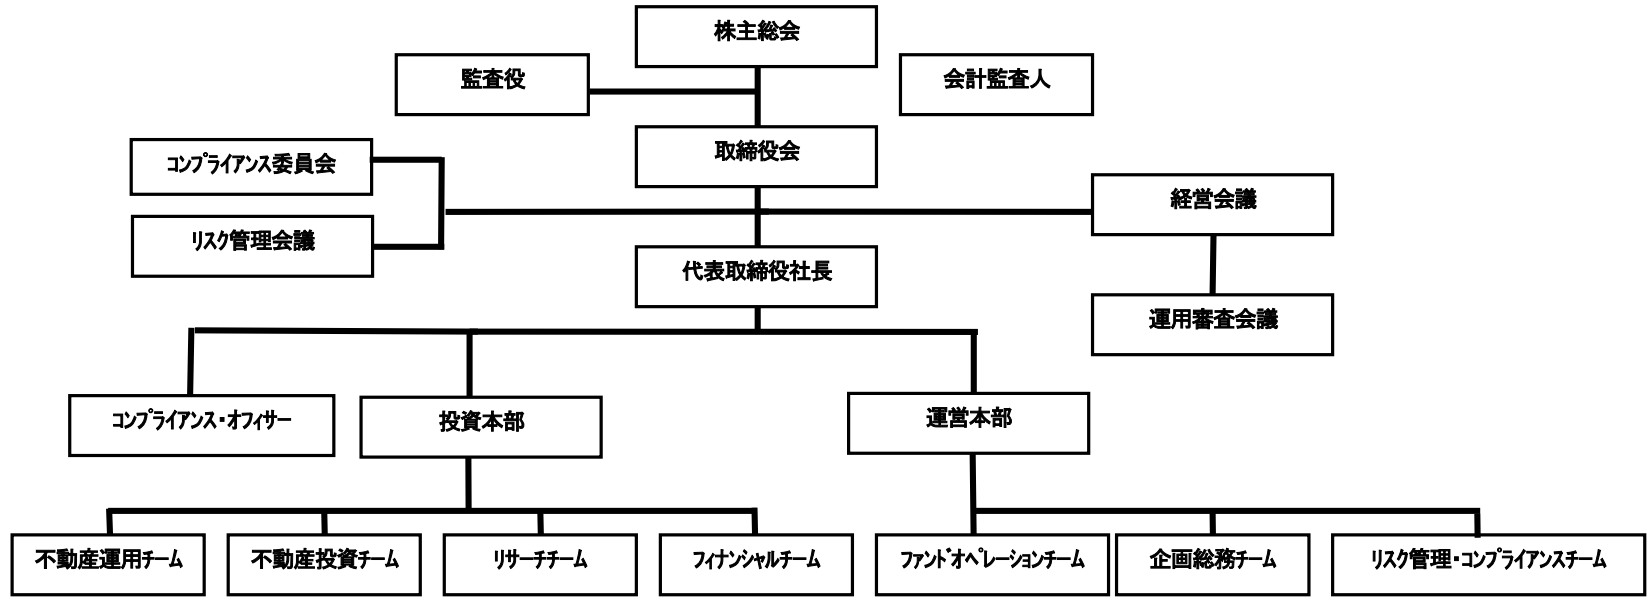 株主総会
監査役
会計監査人
取締役会
ｺﾝﾌﾟﾗｲｱﾝｽ委員会
経営会議
ﾘｽｸ管理会議
代表取締役社長
運用審査会議
ｺﾝﾌﾟﾗｲｱﾝｽ･ｵﾌｨｻｰ
投資本部
運営本部
不動産運用ﾁｰﾑ
不動産投資ﾁｰﾑ
ﾘｻｰﾁﾁｰﾑ
ﾌｨﾅﾝｼｬﾙﾁｰﾑ
ﾌｧﾝﾄﾞｵﾍﾟﾚｰｼｮﾝﾁｰﾑ
企画総務ﾁｰﾑ
ﾘｽｸ管理･ｺﾝﾌﾟﾗｲｱﾝｽﾁｰﾑ